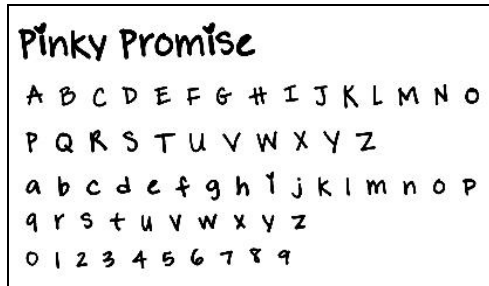 Pinky Promise
A B C D E F G H I J K L M N O
P Q R S T U V W X Y Z
a b c d e f g h i j k l m n o p
q r s t u v w x y z
0 1 2 3 4 5 6 7 8 9